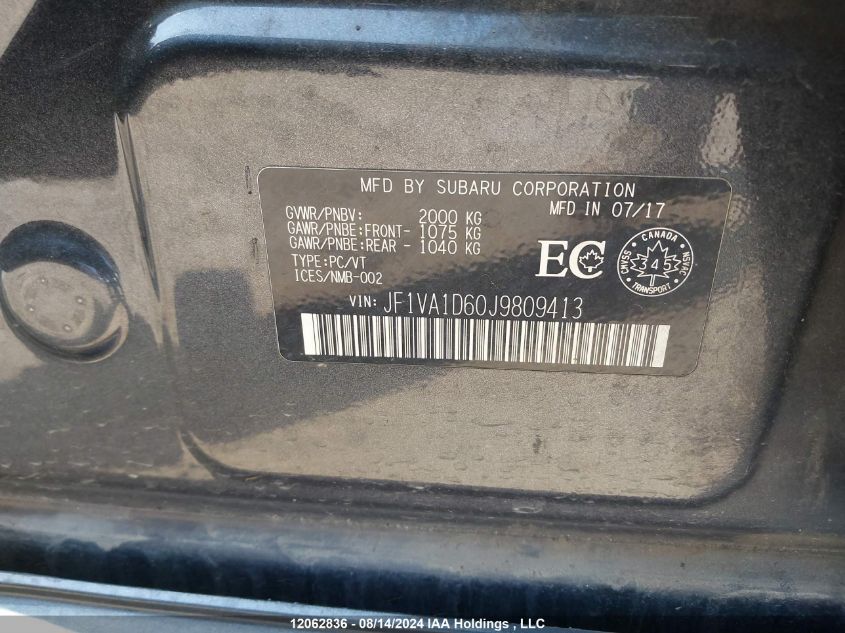 MFD BY SUBARU CORPORATION
GVWR/PNBV: 2000 KG MFD IN 07/17
GAWR/PNBE:FRONT- 1075 KG
GAWR/PNBE:REAR - 1040 KG
TYPE:PC/VT
ICES/NMB-002
EC
CANADA
CMVSS 345 NSVAC
TRANSPORT
VIN: JF1VA1D60J9809413
12062836 - 08/14/2024 IAA Holdings , LLC